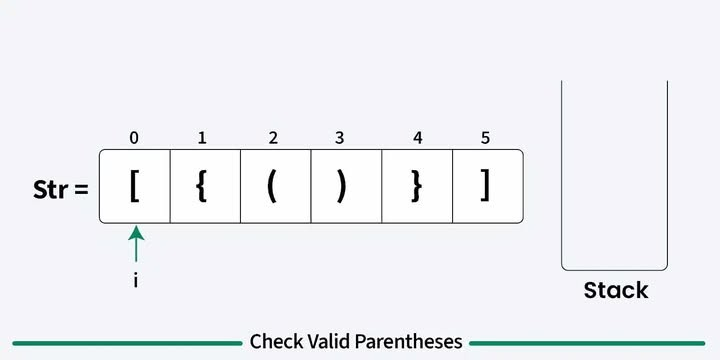 0 1 2 3 4 5
Str = [ { ( ) } ]
i
Stack
Check Valid Parentheses